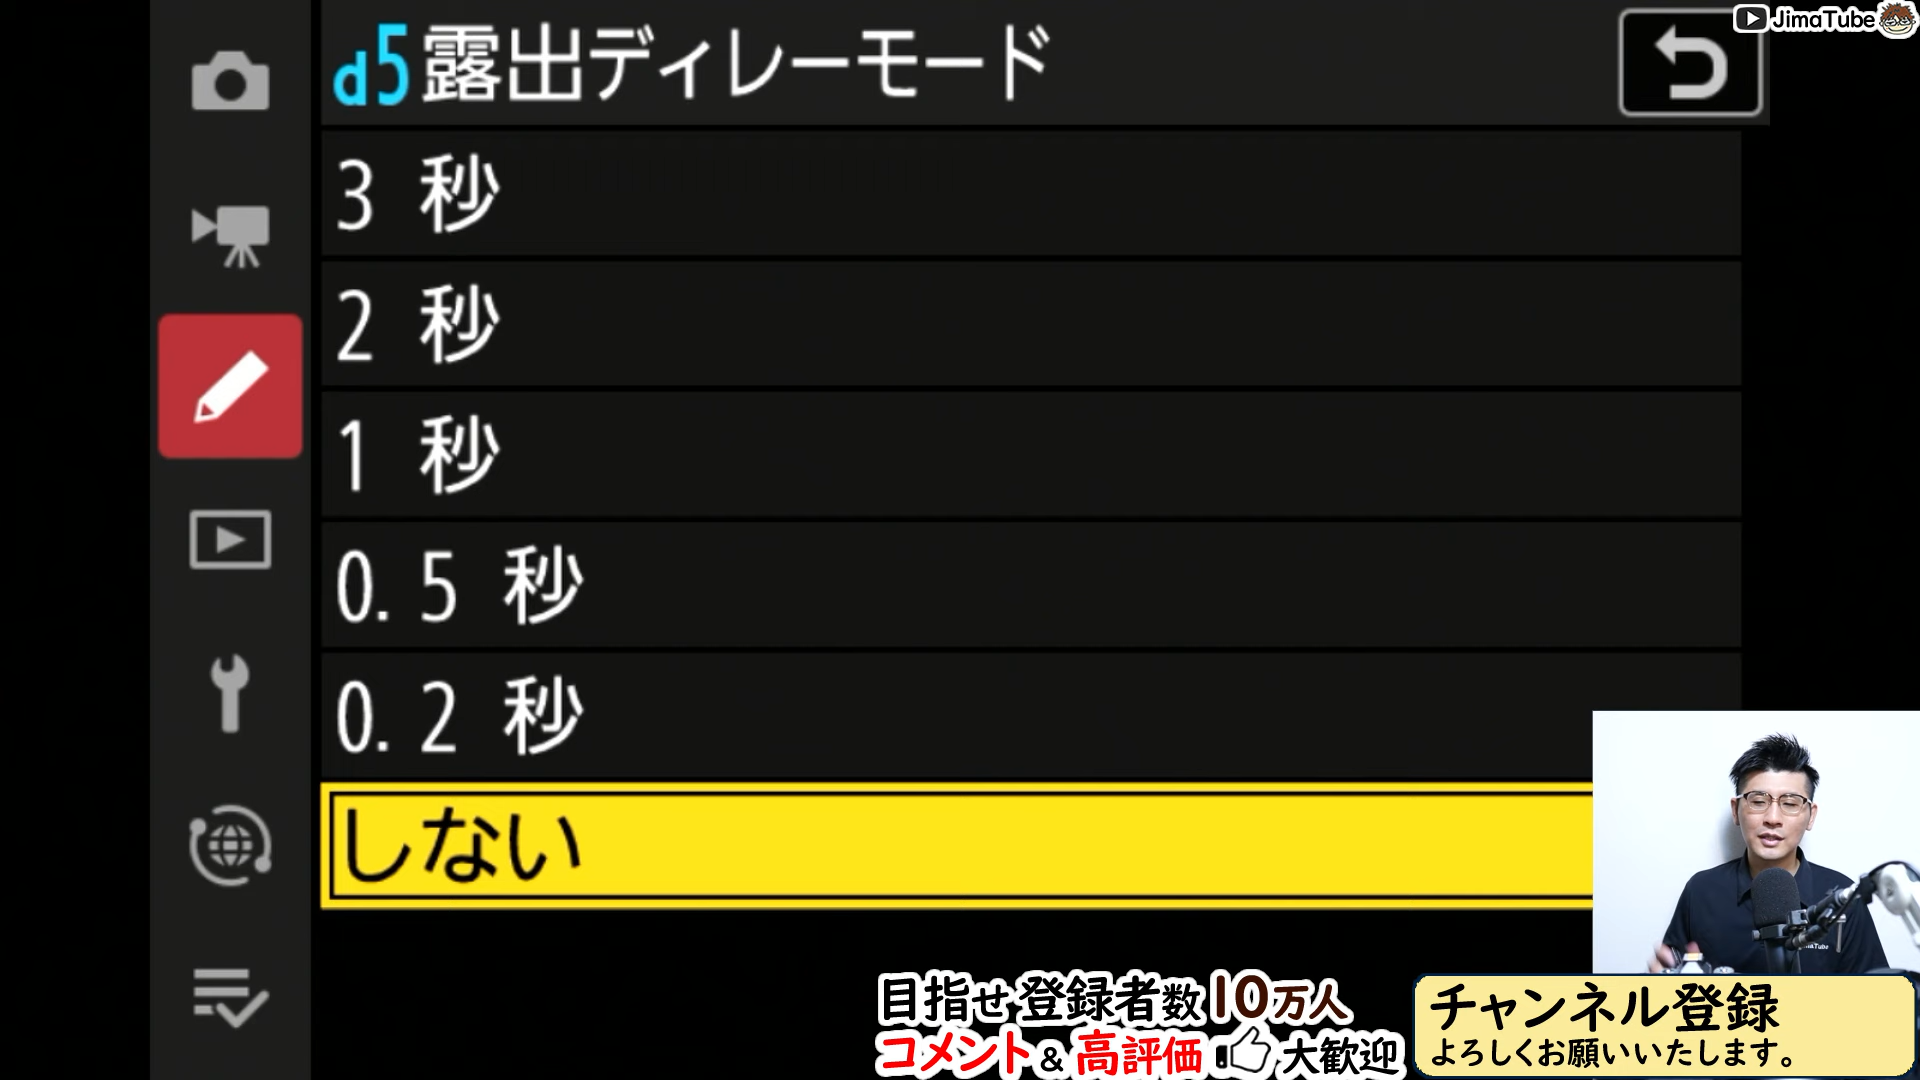 JimaTube
d5露出ディレーモード
3 秒
2 秒
1 秒
0. 5 秒
0. 2 秒
しない
目指せ 登録者数10万人
コメント&高評価 大歓迎
チャンネル登録
よろしくお願いいたします。